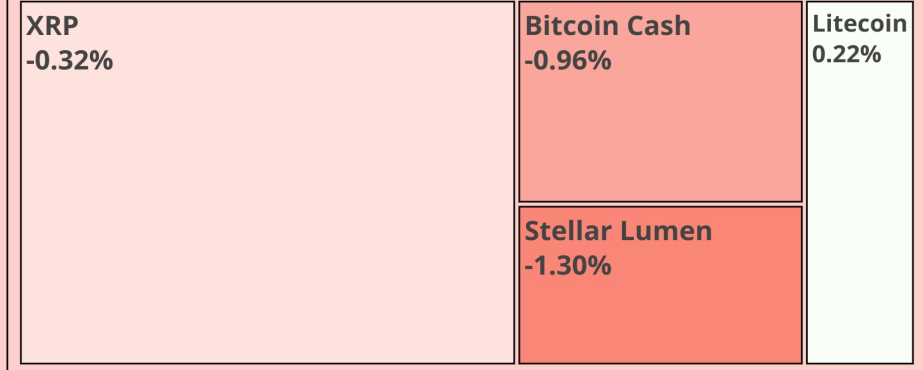 XRP
-0.32%
Bitcoin Cash
-0.96%
Stellar Lumen
-1.30%
Litecoin
0.22%